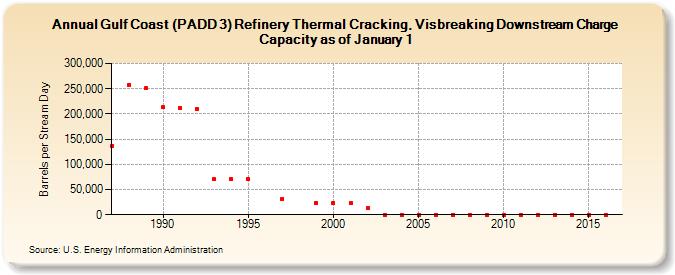 Annual Gulf Coast (PADD 3) Refinery Thermal Cracking, Visbreaking Downstream Charge
Capacity as of January 1
Barrels per Stream Day
300,000
250,000
200,000
150,000
100,000
50,000
0
1990 1995 2000 2005 2010 2015
Source: U.S. Energy Information Administration